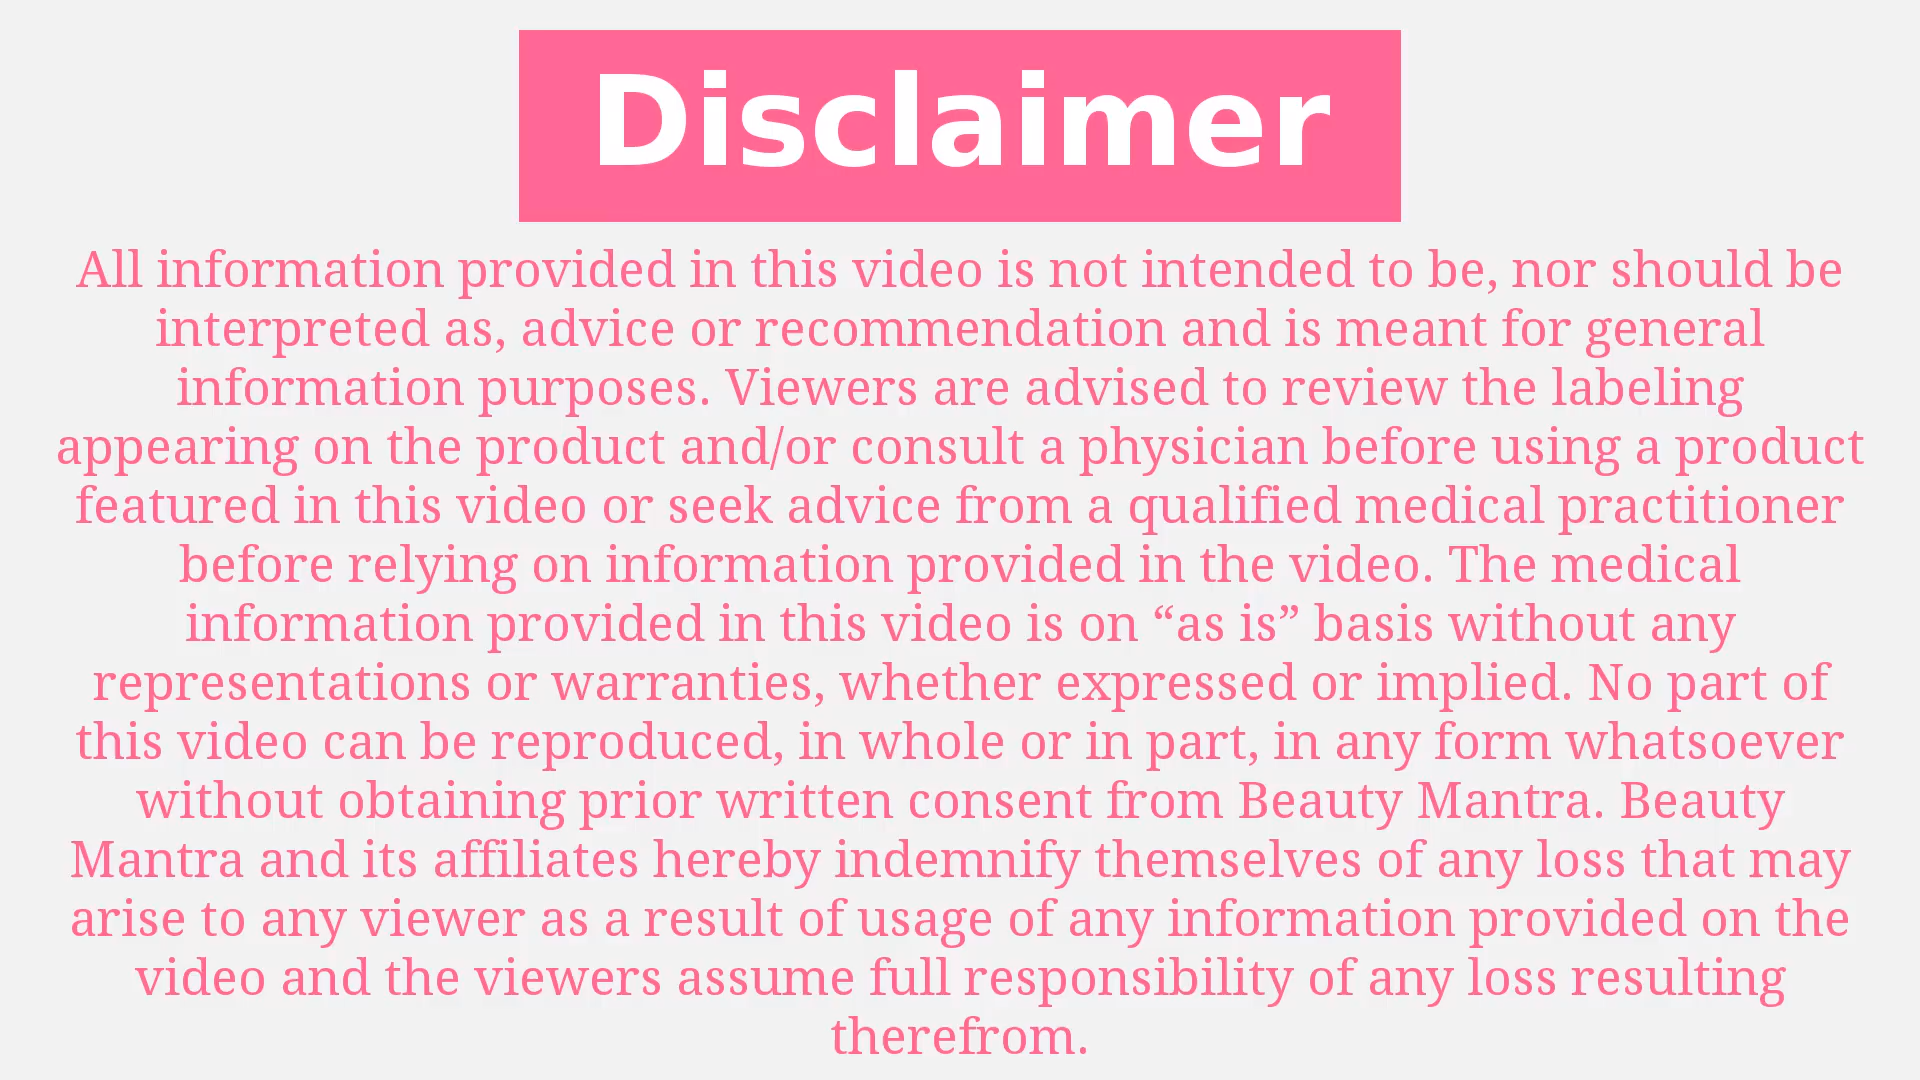 Disclaimer
All information provided in this video is not intended to be, nor should be
interpreted as, advice or recommendation and is meant for general
information purposes. Viewers are advised to review the labeling
appearing on the product and/or consult a physician before using a product
featured in this video or seek advice from a qualified medical practitioner
before relying on information provided in the video. The medical
information provided in this video is on “as is” basis without any
representations or warranties, whether expressed or implied. No part of
this video can be reproduced, in whole or in part, in any form whatsoever
without obtaining prior written consent from Beauty Mantra. Beauty
Mantra and its affiliates hereby indemnify themselves of any loss that may
arise to any viewer as a result of usage of any information provided on the
video and the viewers assume full responsibility of any loss resulting
therefrom.